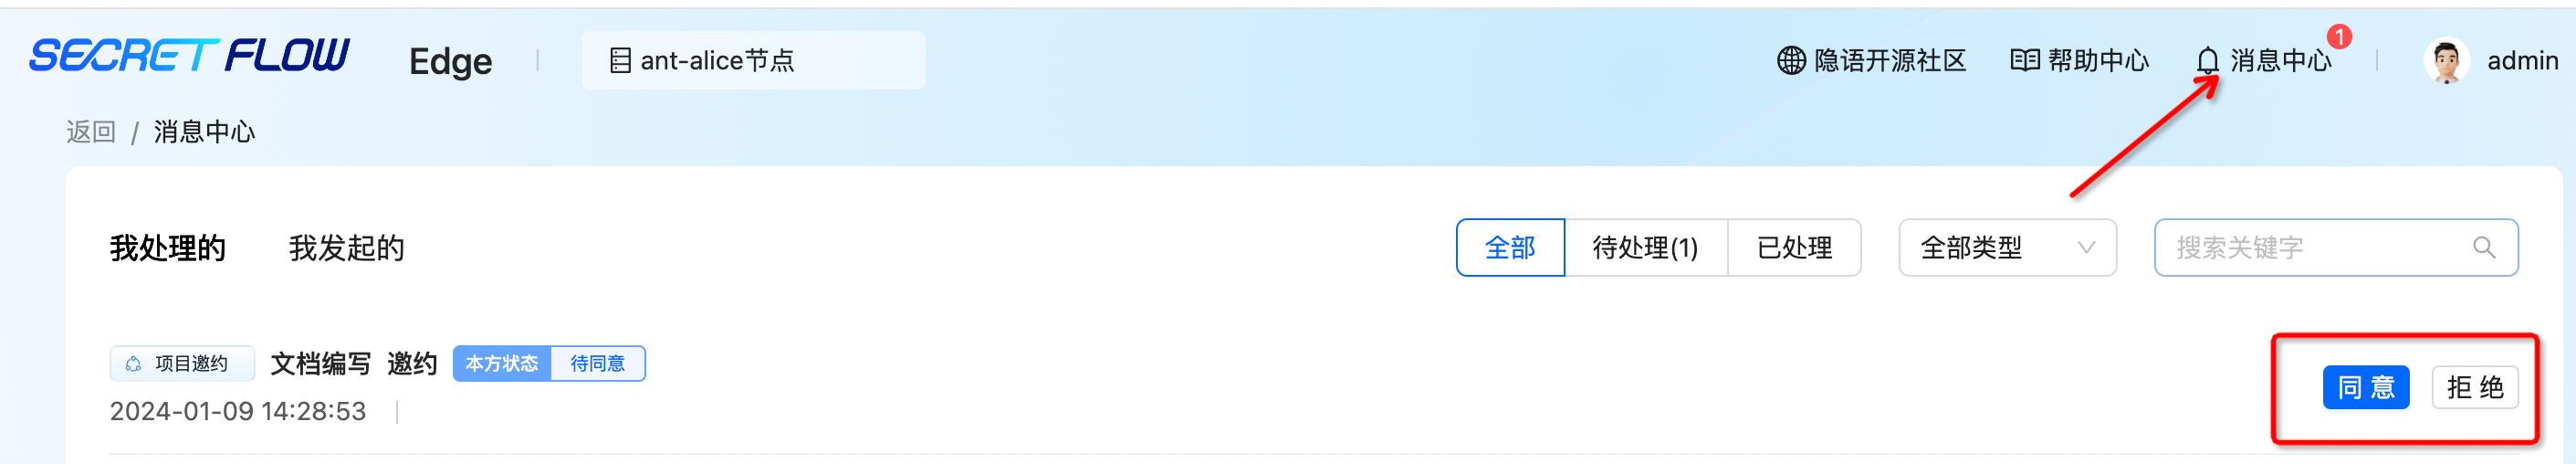 SECRET FLOW Edge ant-alice节点 隐语开源社区 帮助中心 消息中心 1 admin
返回 / 消息中心
我处理的 我发起的 全部 待处理(1) 已处理 全部类型 搜索关键字
项目邀约 文档编写 邀约 本方状态 待同意 同意 拒绝
2024-01-09 14:28:53